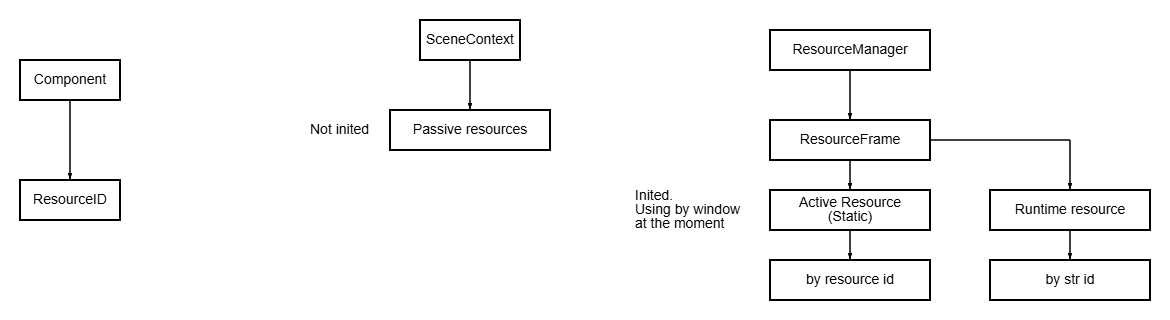 SceneContext
ResourceManager
Component
Not inited
Passive resources
ResourceFrame
ResourceID
Inited.
Using by window
at the moment
Active Resource
(Static)
Runtime resource
by resource id
by str id